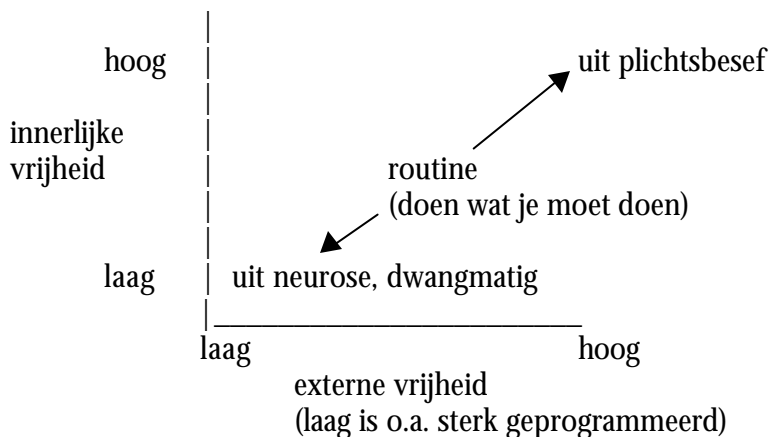 hoog uit plichtsbesef
innerlijke
vrijheid routine
(doen wat je moet doen)
laag uit neurose, dwangmatig
laag hoog
externe vrijheid
(laag is o.a. sterk geprogrammeerd)